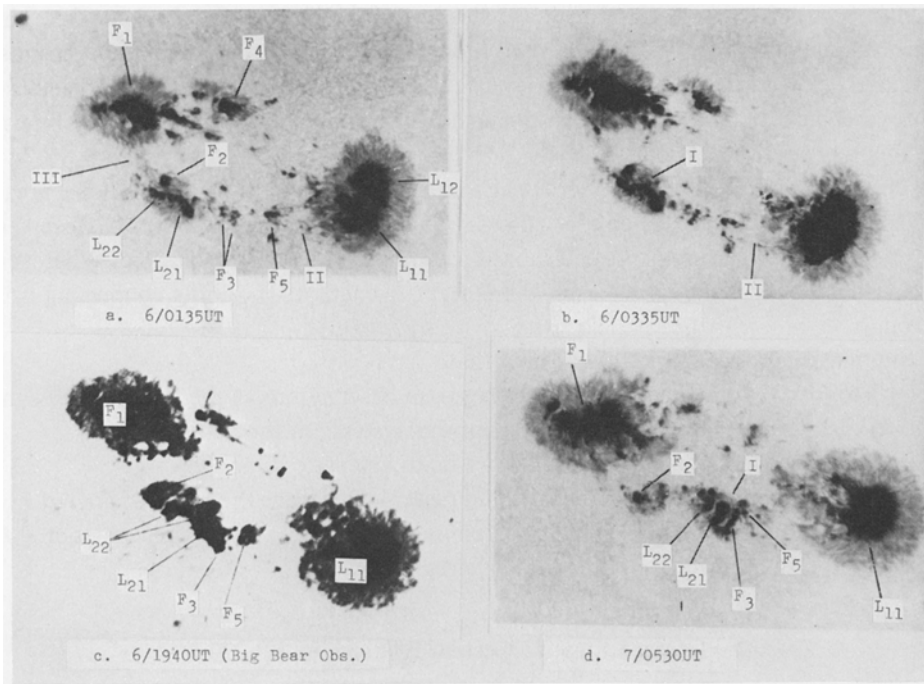 F1
F4
III
F2
L12
L22
L21
F3
F5
II
L11
a. 6/0135UT
I
II
b. 6/0335UT
F1
F2
L22
L21
F3
F5
L11
c. 6/1940UT (Big Bear Obs.)
F1
F2
I
L22
L21
F3
F5
L11
d. 7/0530UT